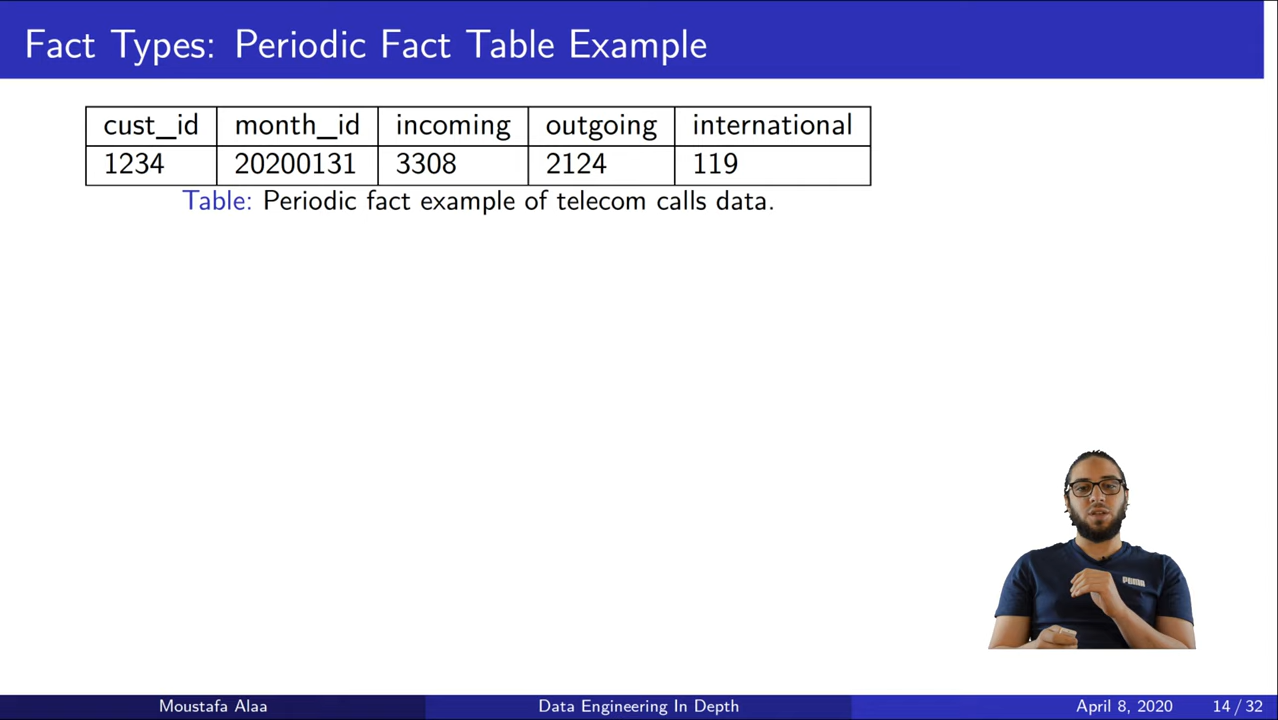 Fact Types: Periodic Fact Table Example
cust_id month_id incoming outgoing international
1234 20200131 3308 2124 119
Table: Periodic fact example of telecom calls data.
PUMA
Moustafa Alaa Data Engineering In Depth April 8, 2020 14 / 32